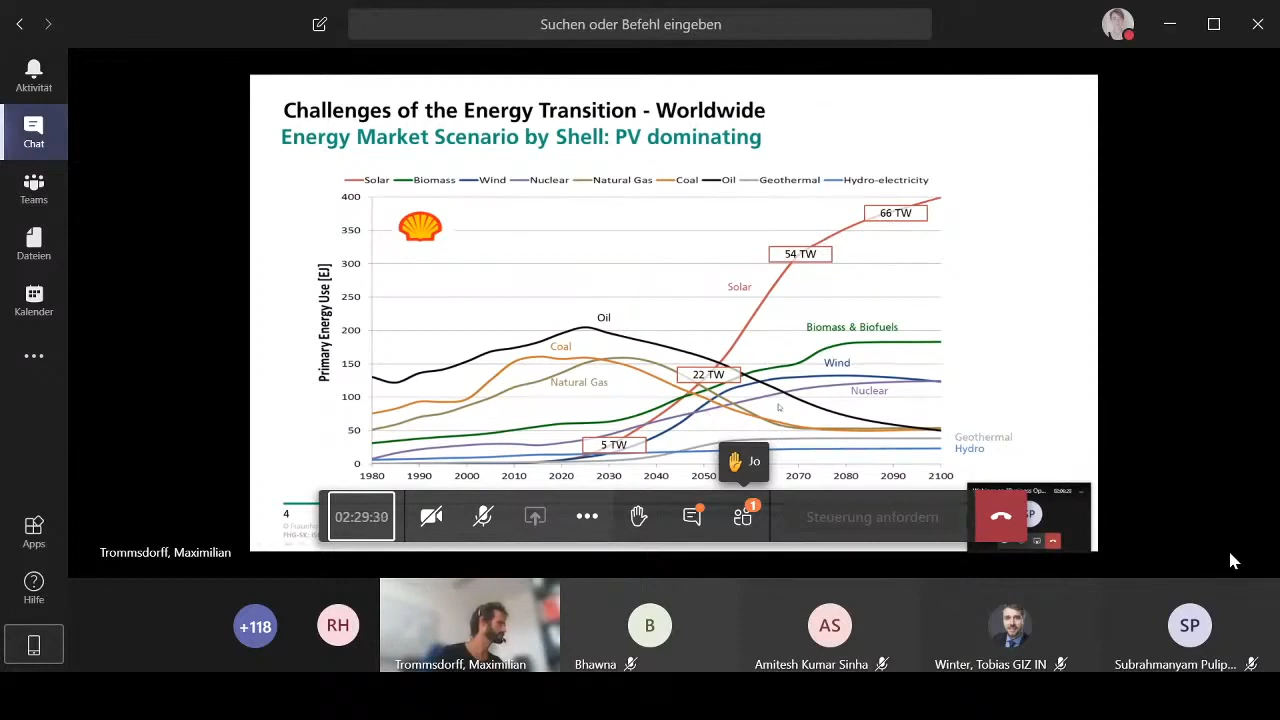 Suchen oder Befehl eingeben
Aktivität
Chat
Teams
Dateien
Kalender
Apps
Hilfe
Challenges of the Energy Transition - Worldwide
Energy Market Scenario by Shell: PV dominating
Solar Biomass Wind Nuclear Natural Gas Coal Oil Geothermal Hydro-electricity
Primary Energy Use [EJ]
400
350
300
250
200
150
100
50
0
66 TW
54 TW
Solar
Oil
Biomass & Biofuels
Coal
Wind
22 TW
Natural Gas
Nuclear
5 TW
Geothermal
Hydro
1980 1990 2000 2010 2020 2030 2040 2050 2070 2080 2090 2100
Jo
4
02:29:30
1
Steuerung anfordern
SP
Trommsdorff, Maximilian
+118
RH
B
AS
SP
Trommsdorff, Maximilian
Bhawna
Amitesh Kumar Sinha
Winter, Tobias GIZ IN
Subrahmanyam Pulip...